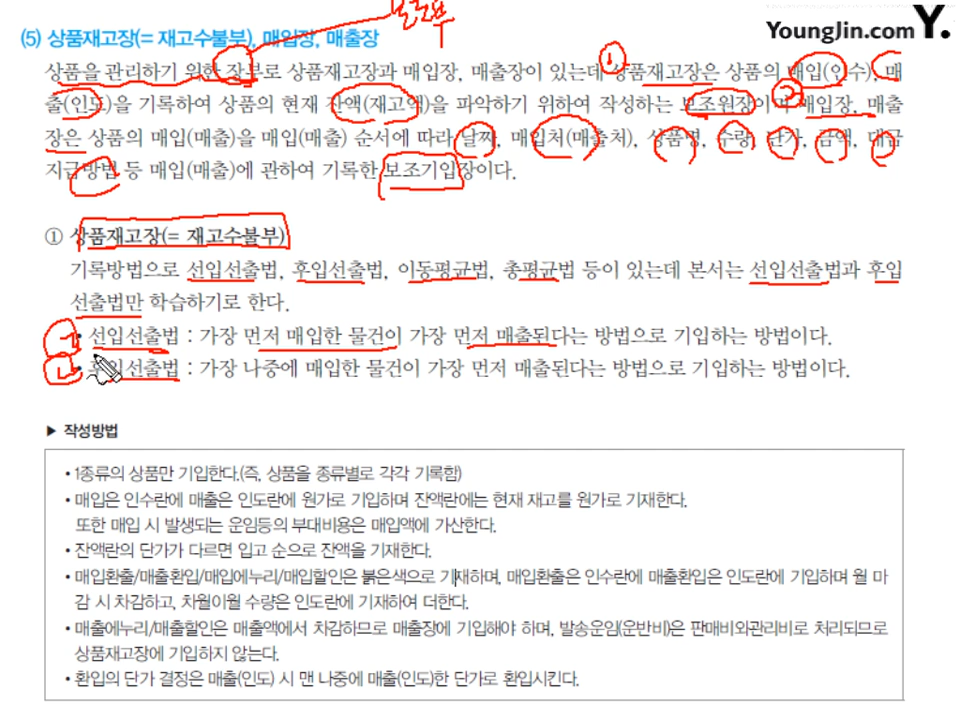 보조부
Younglin.com Y.
(5) 상품재고장(= 재고수불부), 매입장, 매출장
상품을 관리하기 위한 장부로 상품재고장과 매입장, 매출장이 있는데 상품재고장은 상품의 매입(인수), 매
출(인도)을 기록하여 상품의 현재 잔액(재고액)을 파악하기 위하여 작성하는 보조원장이며 매입장, 매출
장은 상품의 매입(매출)을 매입(매출) 순서에 따라 날짜, 매입처(매출처), 상품명, 수량, 단가, 금액, 대금
지급방법 등 매입(매출)에 관하여 기록한 보조기입장이다.
① 상품재고장(= 재고수불부)
기록방법으로 선입선출법, 후입선출법, 이동평균법, 총평균법 등이 있는데 본서는 선입선출법과 후입
선출법만 학습하기로 한다.
• 선입선출법 : 가장 먼저 매입한 물건이 가장 먼저 매출된다는 방법으로 기입하는 방법이다.
• 후입선출법 : 가장 나중에 매입한 물건이 가장 먼저 매출된다는 방법으로 기입하는 방법이다.
▶ 작성방법
• 1종류의 상품만 기입한다.(즉, 상품을 종류별로 각각 기록함)
• 매입은 인수란에 매출은 인도란에 원가로 기입하며 잔액란에는 현재 재고를 원가로 기재한다.
또한 매입 시 발생되는 운임등의 부대비용은 매입액에 가산한다.
• 잔액란의 단가가 다르면 입고 순으로 잔액을 기재한다.
• 매입환출/매출환입/매입에누리/매입할인은 붉은색으로 기재하며, 매입환출은 인수란에 매출환입은 인도란에 기입하며 월 마
감 시 차감하고, 차월이월 수량은 인도란에 기재하여 더한다.
• 매출에누리/매출할인은 매출액에서 차감하므로 매출장에 기입해야 하며, 발송운임(운반비)은 판매비와관리비로 처리되므로
상품재고장에 기입하지 않는다.
• 환입의 단가 결정은 매출(인도) 시 맨 나중에 매출(인도)한 단가로 환입시킨다.